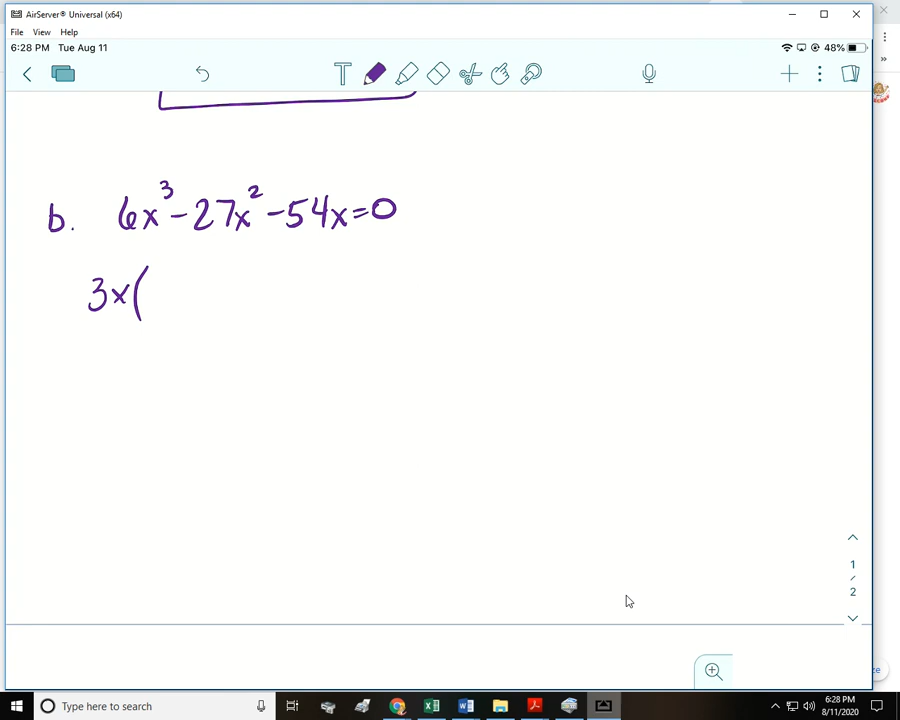 AirServer® Universal (x64)
File View Help
6:28 PM Tue Aug 11 48%
T
b. 6x³-27x²-54x=0
3x(
1
/
2
Type here to search
6:28 PM
8/11/2020